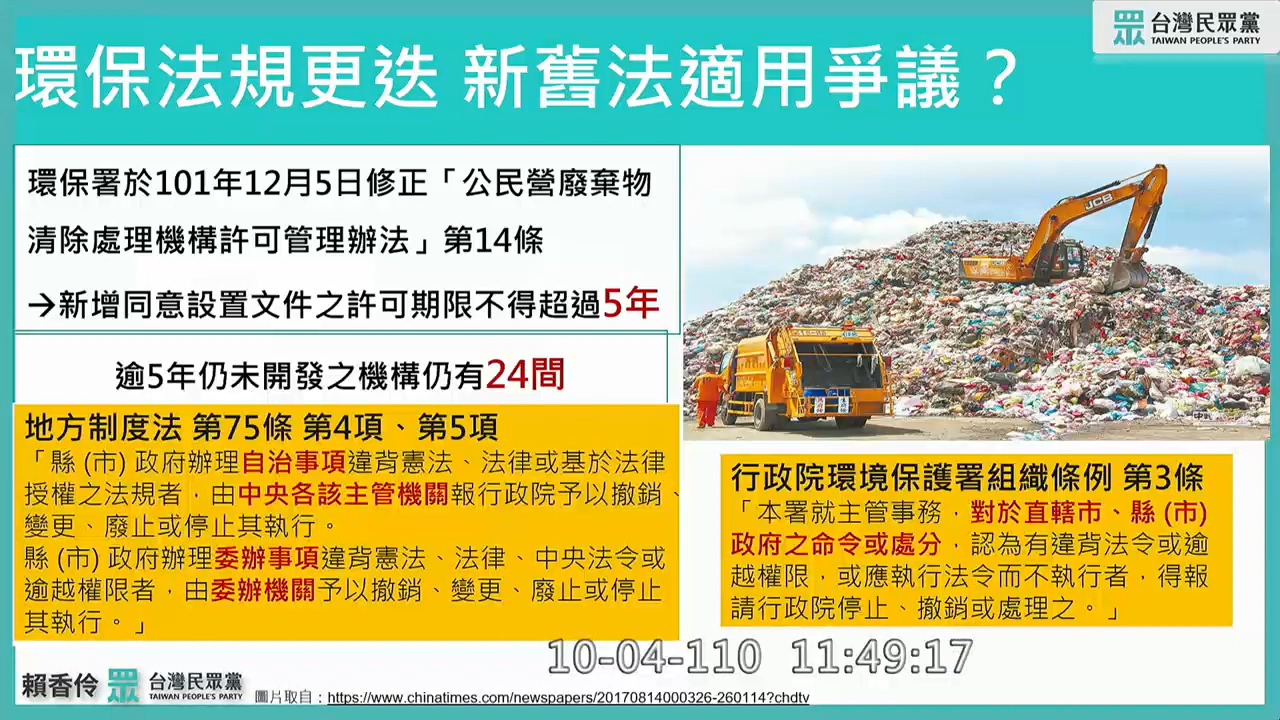 台灣民眾黨
TAIWAN PEOPLE'S PARTY
環保法規更迭 新舊法適用爭議？
環保署於101年12月5日修正「公民營廢棄物
清除處理機構許可管理辦法」第14條
→新增同意設置文件之許可期限不得超過5年
逾5年仍未開發之機構仍有24間
地方制度法 第75條 第4項、第5項
「縣 (市) 政府辦理自治事項違背憲法、法律或基於法律
授權之法規者，由中央各該主管機關報行政院予以撤銷、
變更、廢止或停止其執行。
縣 (市) 政府辦理委辦事項違背憲法、法律、中央法令或
逾越權限者，由委辦機關予以撤銷、變更、廢止或停止
其執行。」
JCB
行政院環境保護署組織條例 第3條
「本署就主管事務，對於直轄市、縣 (市)
政府之命令或處分，認為有違背法令或逾
越權限，或應執行法令而不執行者，得報
請行政院停止、撤銷或處理之。」
10-04-110 11:49:17
賴香伶
台灣民眾黨
TAIWAN PEOPLE'S PARTY
圖片取自：https://www.chinatimes.com/newspapers/20170814000326-260114?chdtv